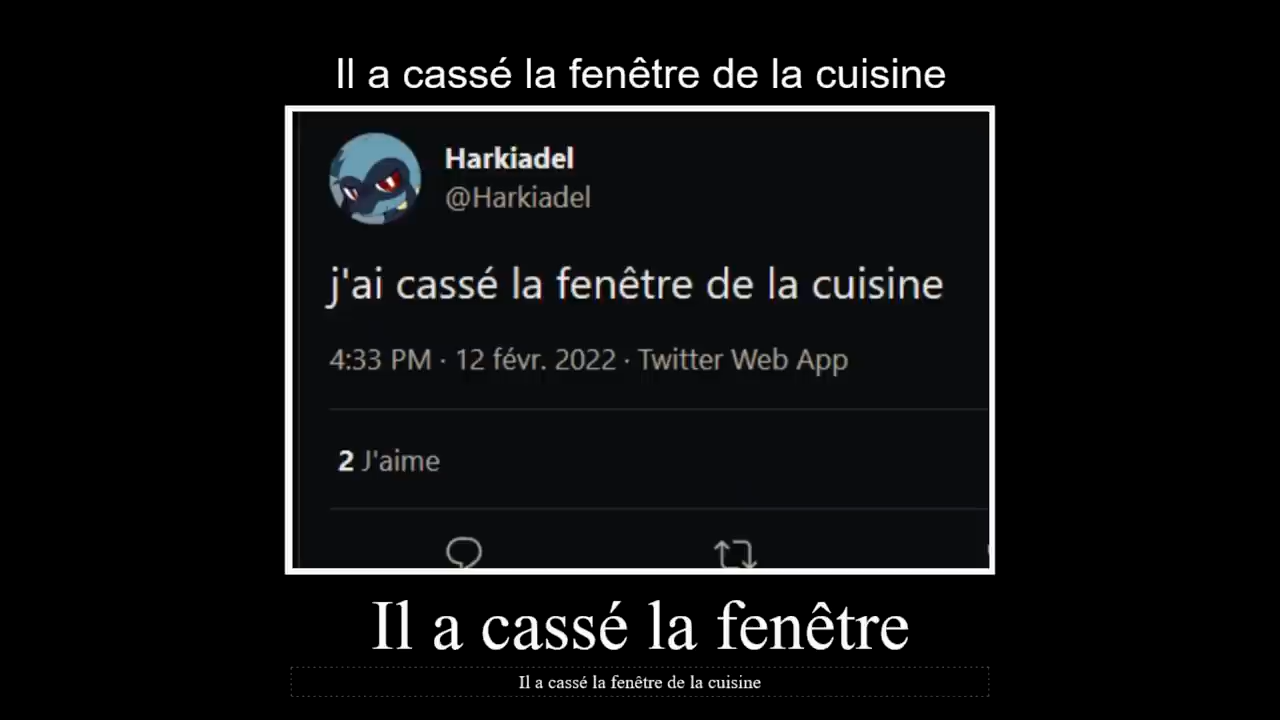 Il a cassé la fenêtre de la cuisine
Harkiadel
@Harkiadel
j'ai cassé la fenêtre de la cuisine
4:33 PM · 12 févr. 2022 · Twitter Web App
2 J'aime
Il a cassé la fenêtre
Il a cassé la fenêtre de la cuisine